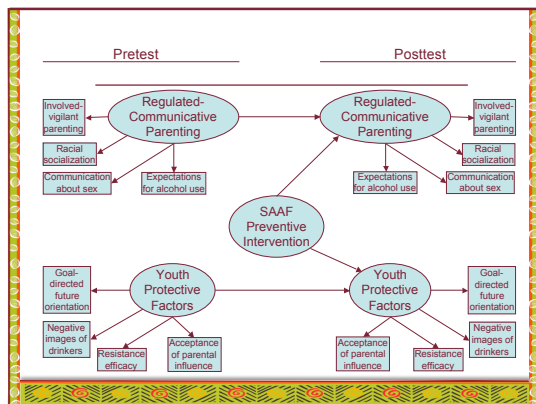 Pretest
Posttest
Involved-
vigilant
parenting
Racial
socialization
Communication
about sex
Regulated-
Communicative
Parenting
Expectations
for alcohol use
Regulated-
Communicative
Parenting
Expectations
for alcohol use
Involved-
vigilant
parenting
Racial
socialization
Communication
about sex
SAAF
Preventive
Intervention
Goal-
directed
future
orientation
Negative
images of
drinkers
Resistance
efficacy
Youth
Protective
Factors
Acceptance
of parental
influence
Youth
Protective
Factors
Acceptance
of parental
influence
Resistance
efficacy
Goal-
directed
future
orientation
Negative
images of
drinkers